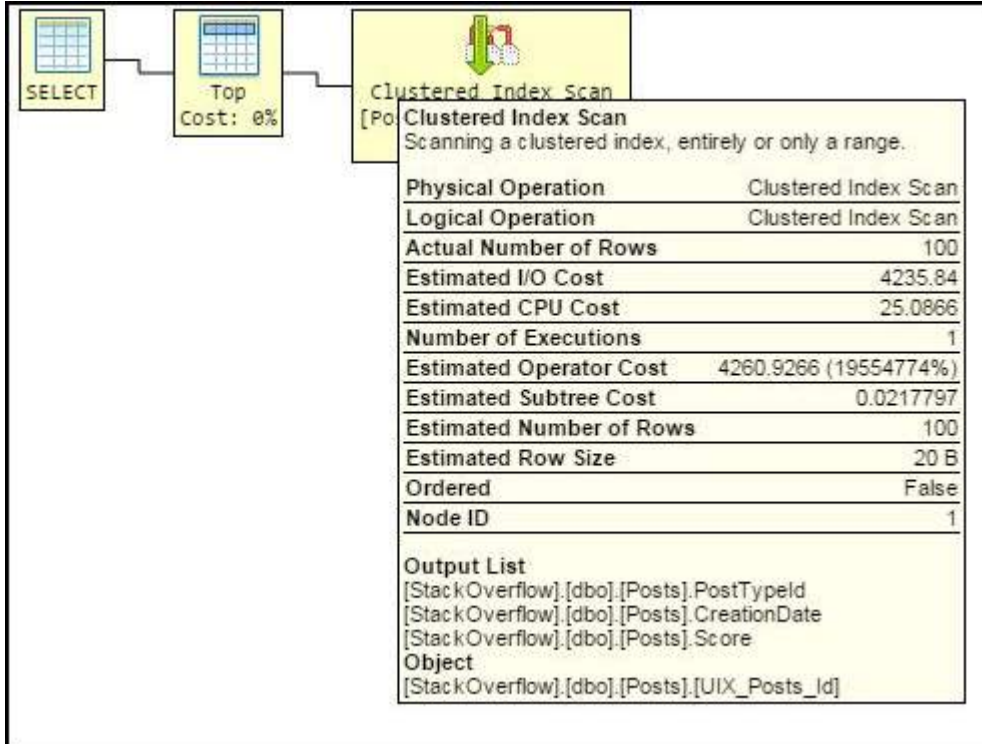 SELECT
Top
Cost: 0%
Clustered Index Scan
[Po
Clustered Index Scan
Scanning a clustered index, entirely or only a range.
Physical Operation Clustered Index Scan
Logical Operation Clustered Index Scan
Actual Number of Rows 100
Estimated I/O Cost 4235.84
Estimated CPU Cost 25.0866
Number of Executions 1
Estimated Operator Cost 4260.9266 (19554774%)
Estimated Subtree Cost 0.0217797
Estimated Number of Rows 100
Estimated Row Size 20 B
Ordered False
Node ID 1
Output List
[StackOverflow].[dbo].[Posts].PostTypeId
[StackOverflow].[dbo].[Posts].CreationDate
[StackOverflow].[dbo].[Posts].Score
Object
[StackOverflow].[dbo].[Posts].[UIX_Posts_Id]